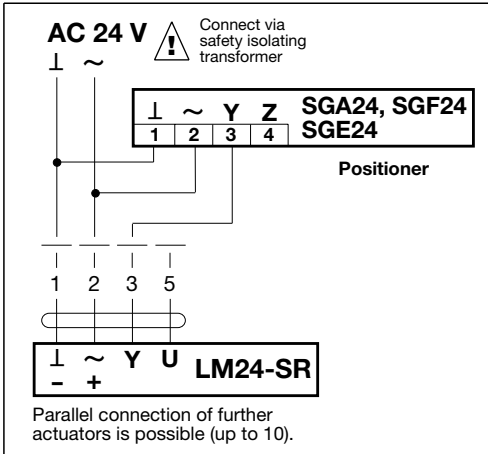 AC 24 V
Connect via
safety isolating
transformer
⊥ ~
⊥ ~ Y Z
1 2 3 4
SGA24, SGF24
SGE24
Positioner
1 2 3 5
⊥ ~ Y U
– +
LM24-SR
Parallel connection of further
actuators is possible (up to 10).